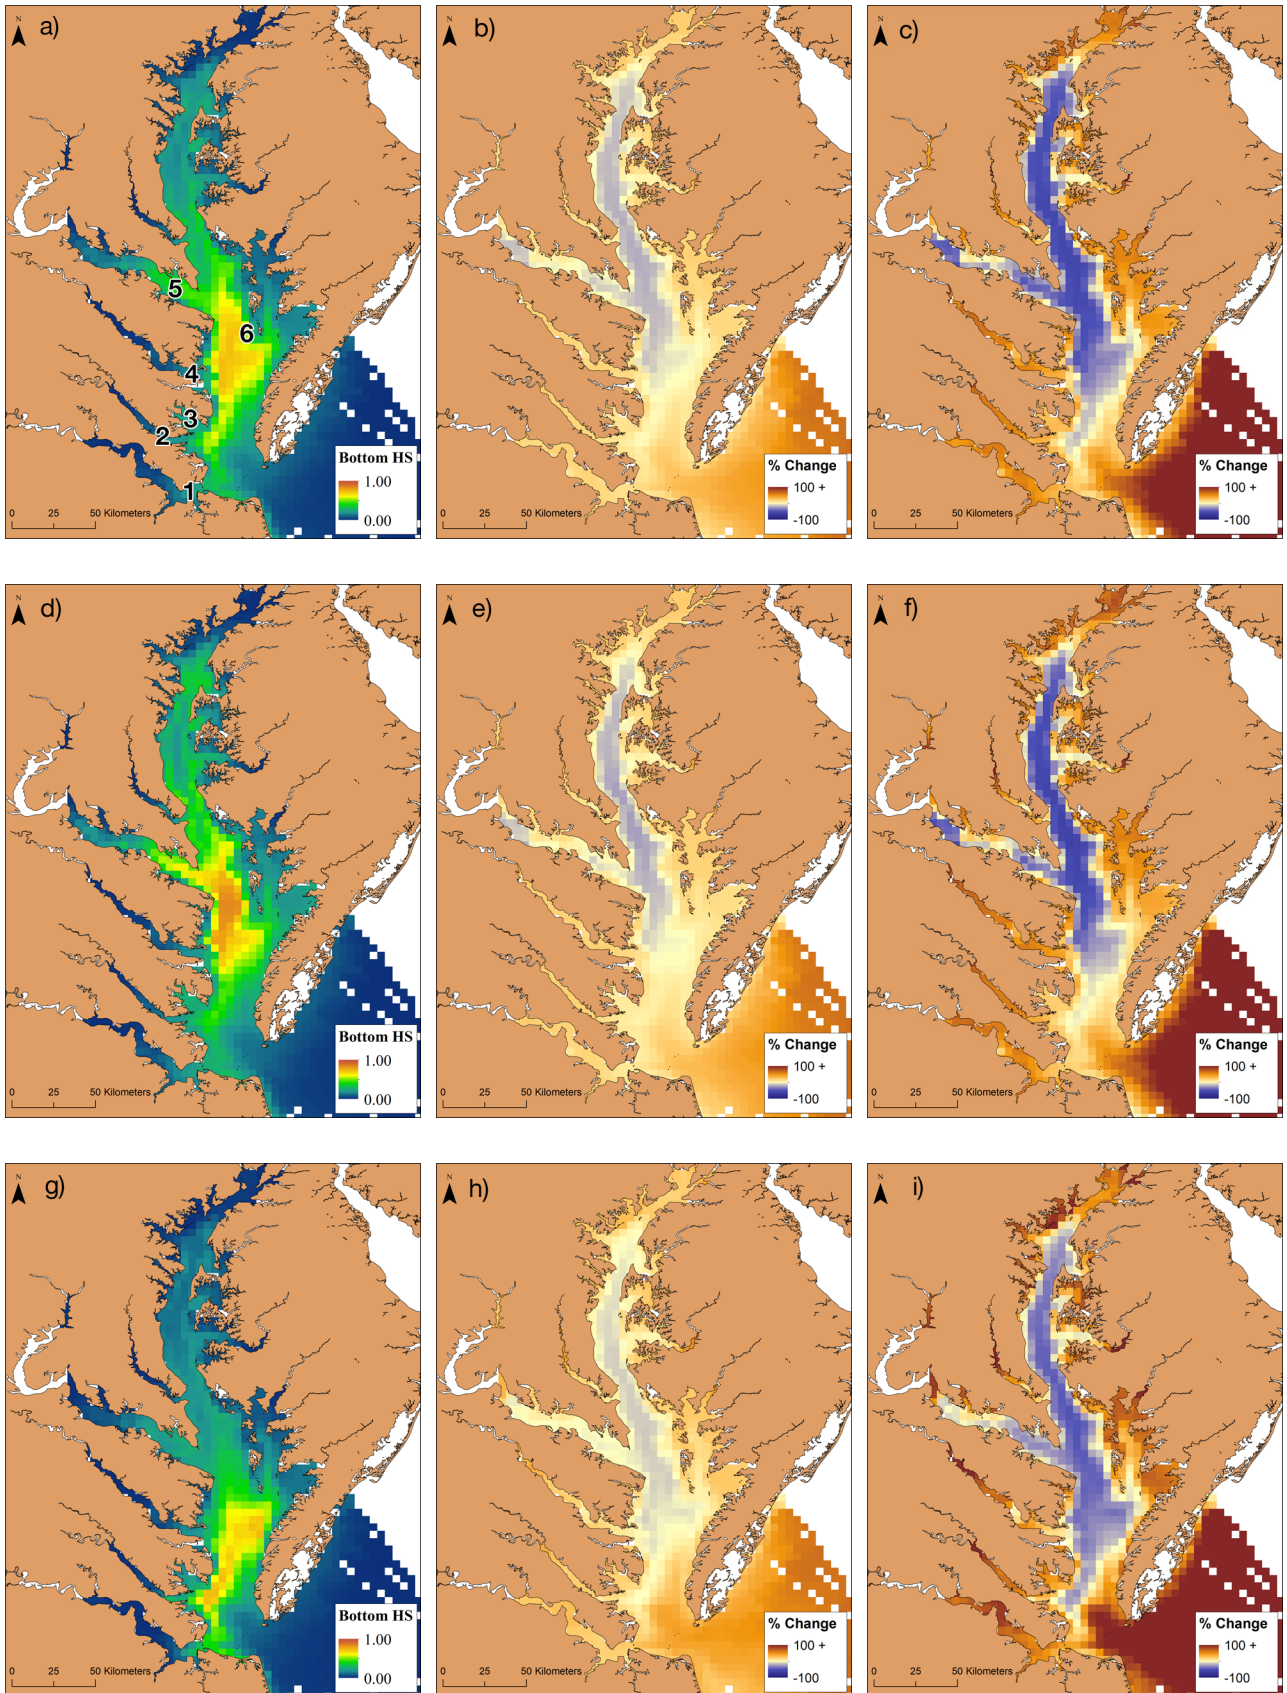 N
a)
5
6
4
3
2
1
Bottom HS
1.00
0.00
0 25 50 Kilometers
N
b)
% Change
100 +
-100
0 25 50 Kilometers
N
c)
% Change
100 +
-100
0 25 50 Kilometers
N
d)
Bottom HS
1.00
0.00
0 25 50 Kilometers
N
e)
% Change
100 +
-100
0 25 50 Kilometers
N
f)
% Change
100 +
-100
0 25 50 Kilometers
N
g)
Bottom HS
1.00
0.00
0 25 50 Kilometers
N
h)
% Change
100 +
-100
0 25 50 Kilometers
N
i)
% Change
100 +
-100
0 25 50 Kilometers